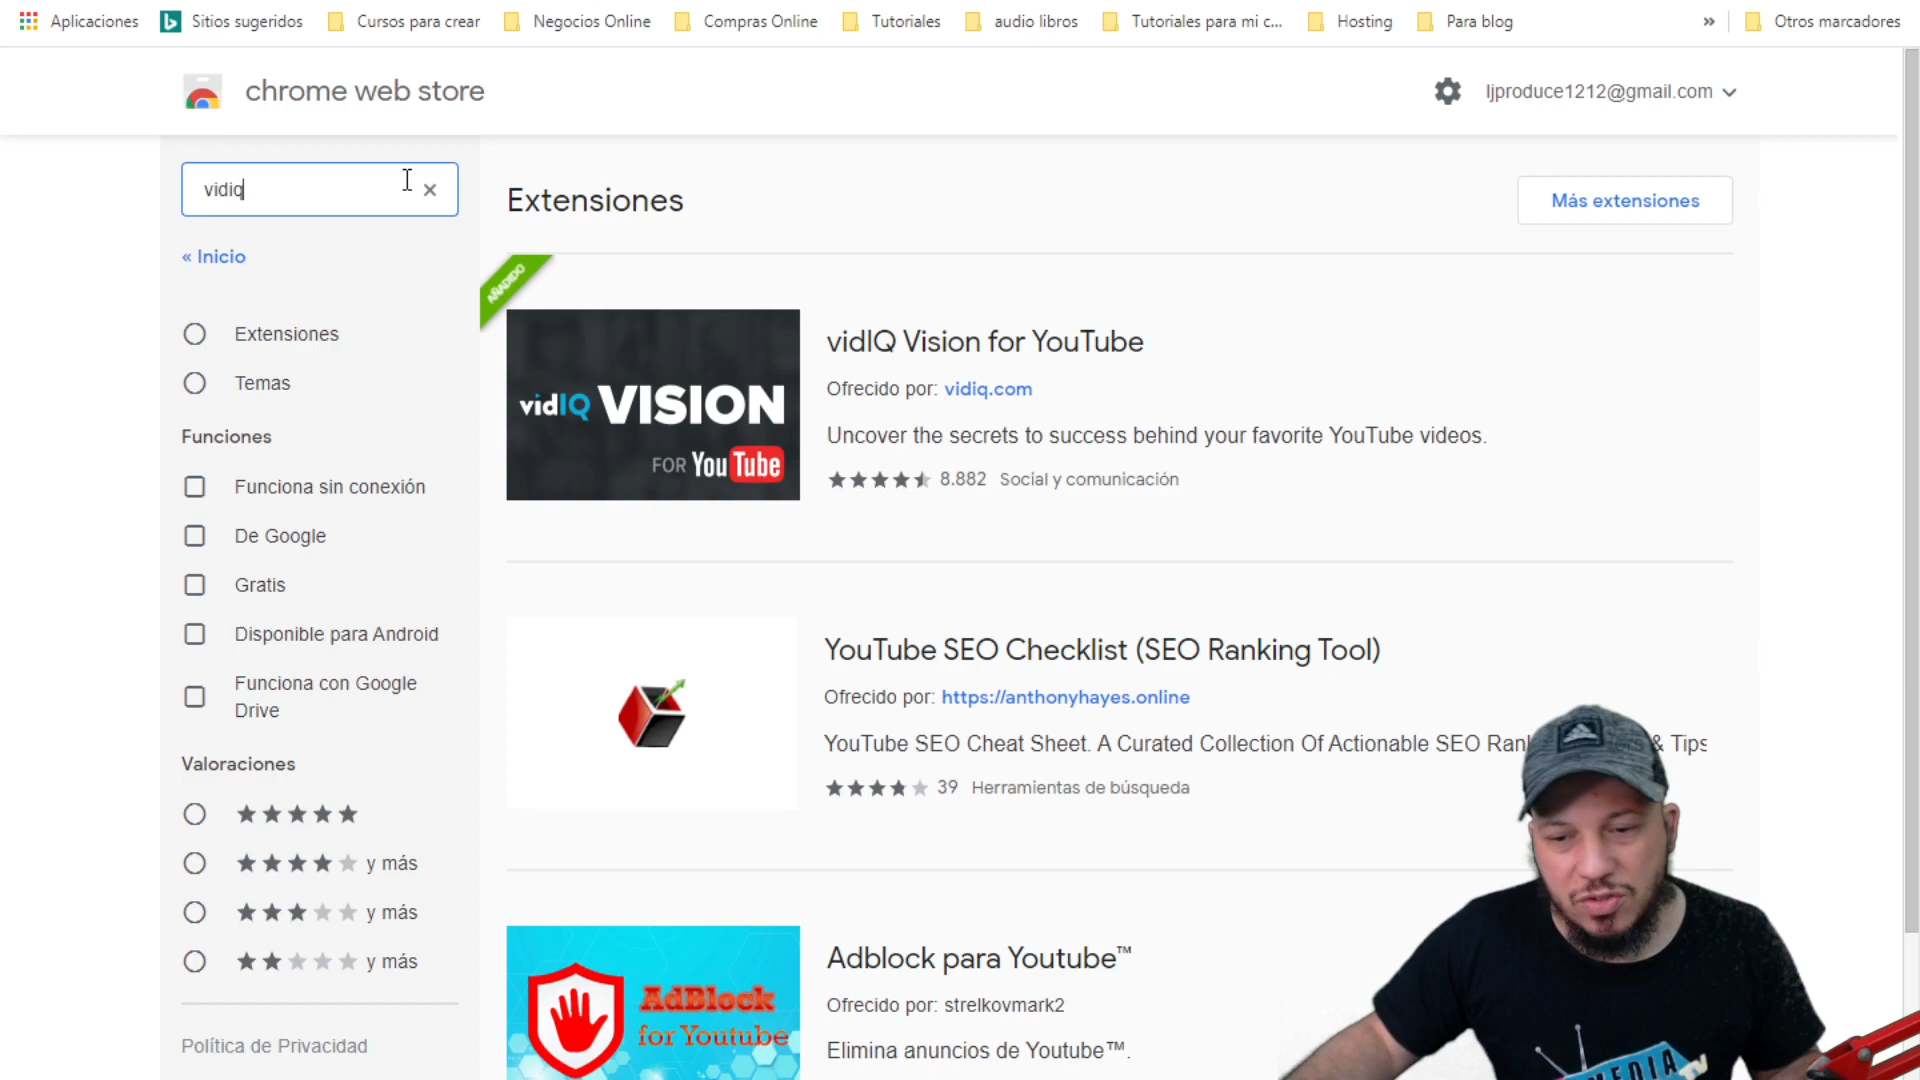 Aplicaciones
Sitios sugeridos
Cursos para crear
Negocios Online
Compras Online
Tutoriales
audio libros
Tutoriales para mi c...
Hosting
Para blog
»
Otros marcadores
chrome web store
ljproduce1212@gmail.com
vidiq
« Inicio
Extensiones
Temas
Funciones
Funciona sin conexión
De Google
Gratis
Disponible para Android
Funciona con Google
Drive
Valoraciones
y más
y más
y más
Política de Privacidad
Extensiones
Más extensiones
AÑADIDO
vidIQ VISION
FOR YouTube
vidIQ Vision for YouTube
Ofrecido por: vidiq.com
Uncover the secrets to success behind your favorite YouTube videos.
8.882 Social y comunicación
YouTube SEO Checklist (SEO Ranking Tool)
Ofrecido por: https://anthonyhayes.online
YouTube SEO Cheat Sheet. A Curated Collection Of Actionable SEO & Tips
39 Herramientas de búsqueda
AdBlock
for Youtube
Adblock para Youtube™
Ofrecido por: strelkovmark2
Elimina anuncios de Youtube™.
MEDIA